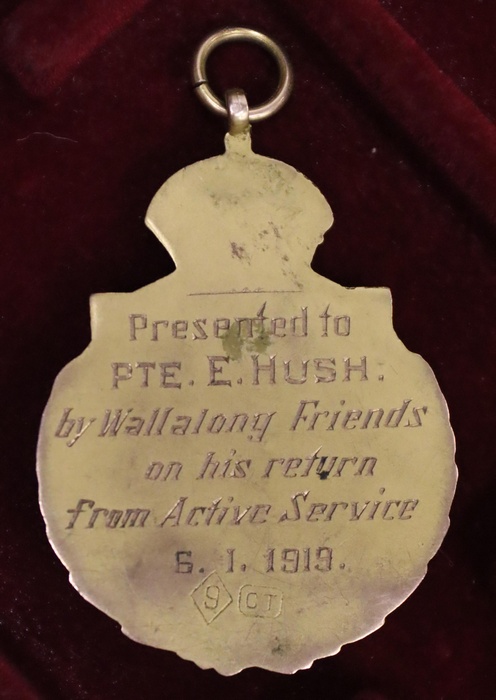 Presented to
PTE. E. HUSH.
by Wallalong Friends
on his return
from Active Service
6. 1. 1919.
9 CT